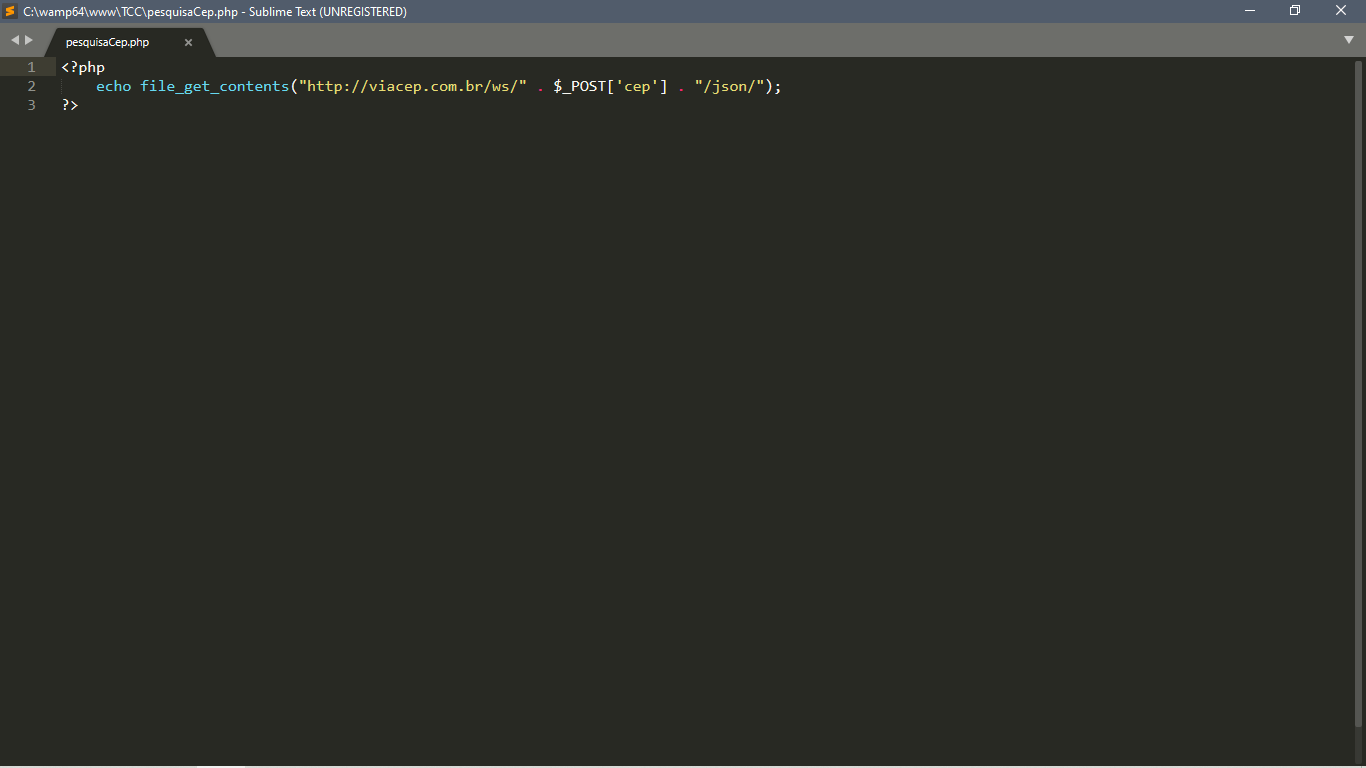 C:\wamp64\www\TCC\pesquisaCep.php - Sublime Text (UNREGISTERED)
pesquisaCep.php
1 <?php
2 echo file_get_contents("http://viacep.com.br/ws/" . $_POST['cep'] . "/json/");
3 ?>